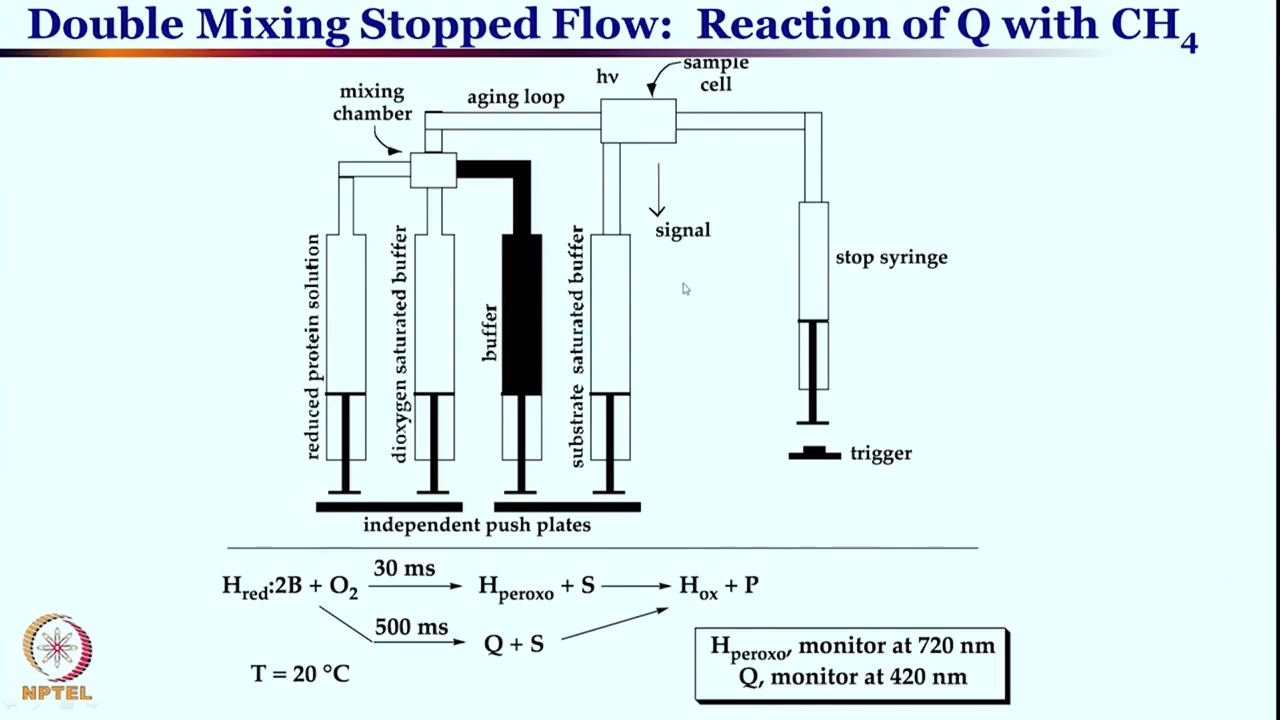 Double Mixing Stopped Flow: Reaction of Q with CH4
hν
sample
cell
mixing
chamber
aging loop
signal
stop syringe
reduced protein solution
dioxygen saturated buffer
buffer
substrate saturated buffer
trigger
independent push plates
Hred:2B + O2 30 ms Hperoxo + S Hox + P
500 ms Q + S
T = 20 °C
Hperoxo, monitor at 720 nm
Q, monitor at 420 nm
NPTEL